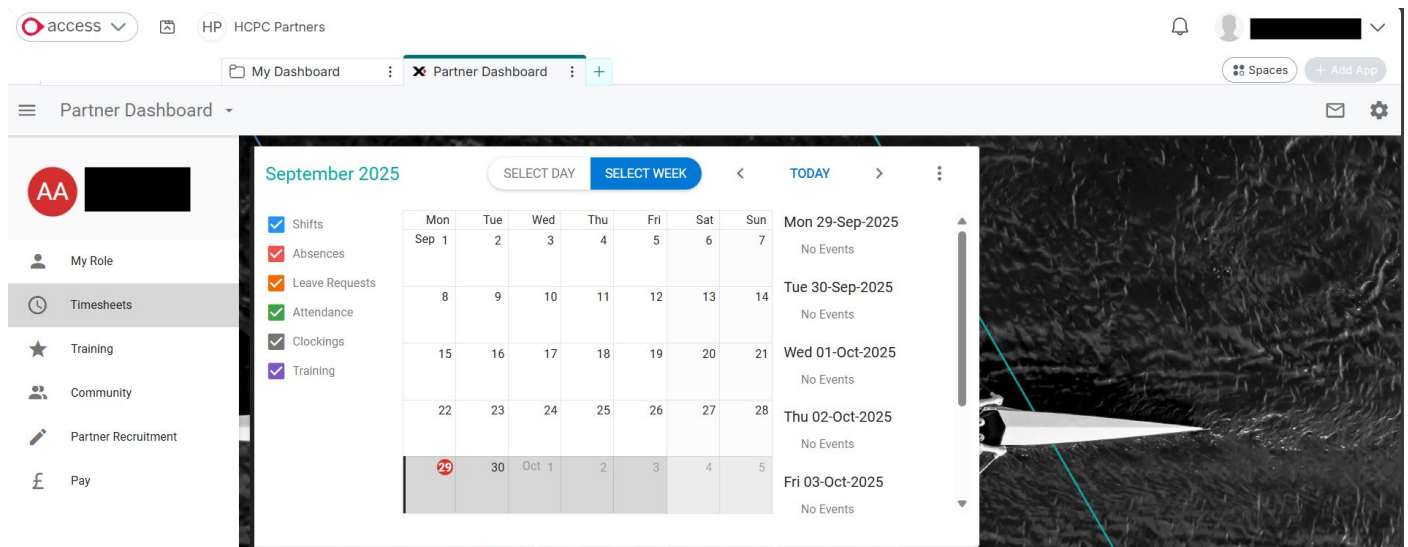 access HP HCPC Partners
My Dashboard Partner Dashboard + Spaces + Add App
Partner Dashboard
AA
My Role
Timesheets
Training
Community
Partner Recruitment
£ Pay
September 2025 SELECT DAY SELECT WEEK < TODAY >
Shifts
Absences
Leave Requests
Attendance
Clockings
Training
Mon Tue Wed Thu Fri Sat Sun
Sep 1 2 3 4 5 6 7
8 9 10 11 12 13 14
15 16 17 18 19 20 21
22 23 24 25 26 27 28
29 30 Oct 1 2 3 4 5
Mon 29-Sep-2025
No Events
Tue 30-Sep-2025
No Events
Wed 01-Oct-2025
No Events
Thu 02-Oct-2025
No Events
Fri 03-Oct-2025
No Events